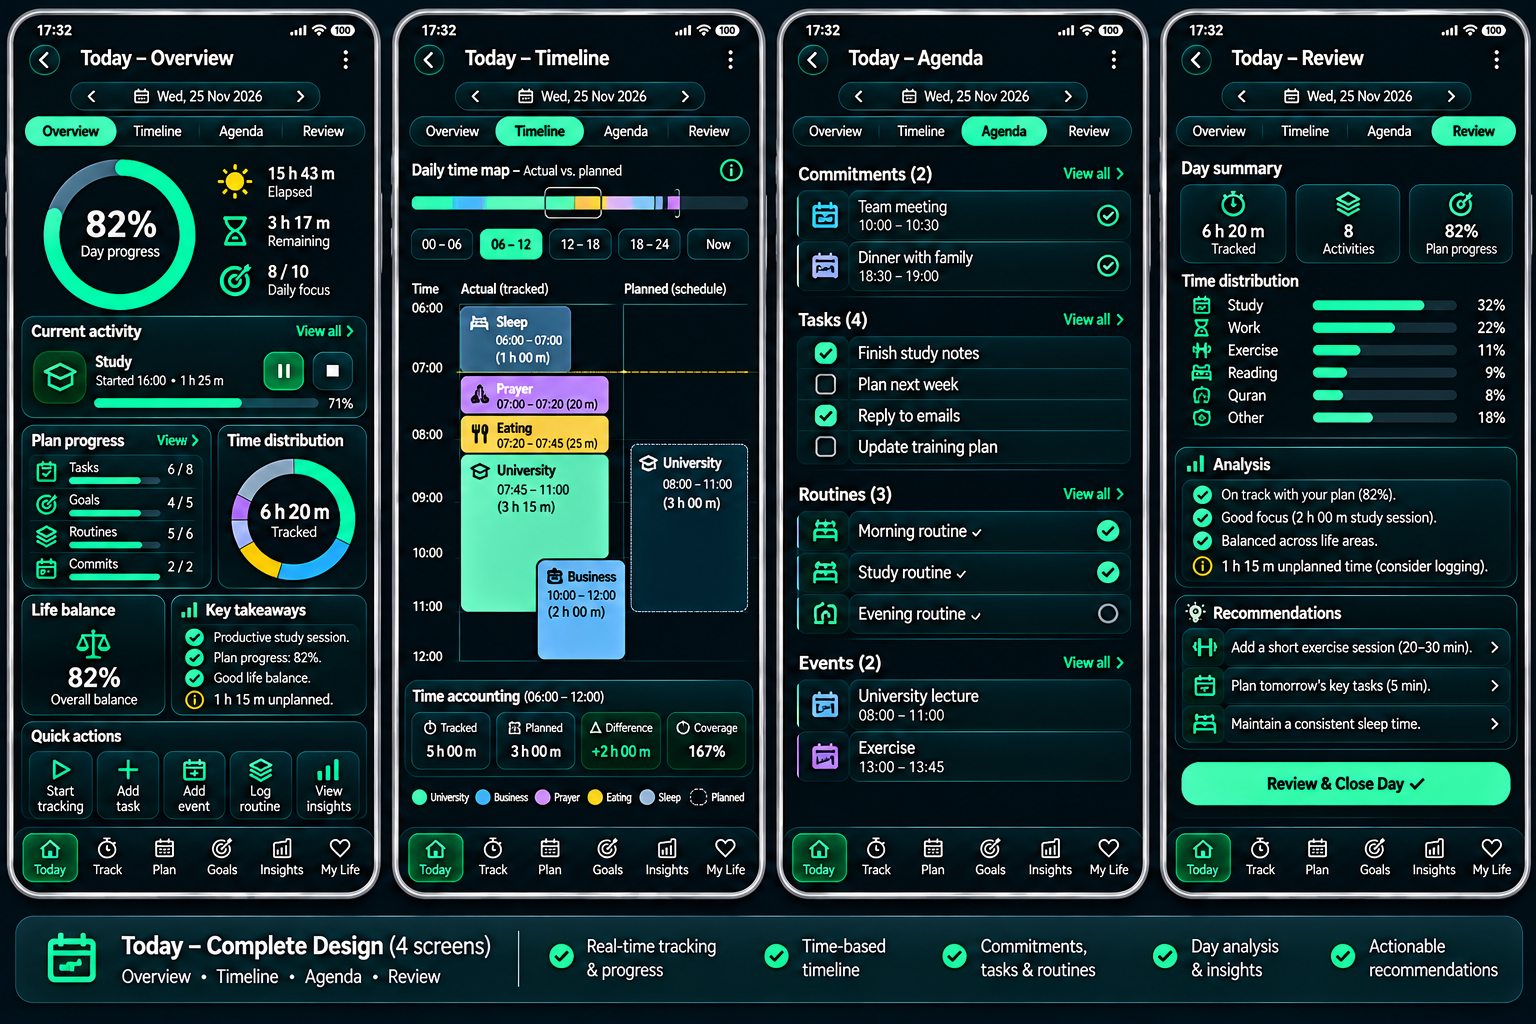 17:32
100
Today – Overview
Wed, 25 Nov 2026
Overview
Timeline
Agenda
Review
82%
Day progress
15 h 43 m
Elapsed
3 h 17 m
Remaining
8 / 10
Daily focus
Current activity
View all
Study
Started 16:00 • 1 h 25 m
71%
Plan progress
View
Tasks
6 / 8
Goals
4 / 5
Routines
5 / 6
Commits
2 / 2
Time distribution
6 h 20 m
Tracked
Life balance
82%
Overall balance
Key takeaways
Productive study session.
Plan progress: 82%.
Good life balance.
1 h 15 m unplanned.
Quick actions
Start
tracking
Add
task
Add
event
Log
routine
View
insights
Today
Track
Plan
Goals
Insights
My Life
17:32
100
Today – Timeline
Wed, 25 Nov 2026
Overview
Timeline
Agenda
Review
Daily time map – Actual vs. planned
00 – 06
06 – 12
12 – 18
18 – 24
Now
Time
Actual (tracked)
Planned (schedule)
06:00
07:00
08:00
09:00
10:00
11:00
12:00
Sleep
06:00 – 07:00
(1 h 00 m)
Prayer
07:00 – 07:20 (20 m)
Eating
07:20 – 07:45 (25 m)
University
07:45 – 11:00
(3 h 15 m)
Business
10:00 – 12:00
(2 h 00 m)
University
08:00 – 11:00
(3 h 00 m)
Time accounting (06:00 – 12:00)
Tracked
5 h 00 m
Planned
3 h 00 m
Difference
+2 h 00 m
Coverage
167%
University
Business
Prayer
Eating
Sleep
Planned
Today
Track
Plan
Goals
Insights
My Life
17:32
100
Today – Agenda
Wed, 25 Nov 2026
Overview
Timeline
Agenda
Review
Commitments (2)
View all
Team meeting
10:00 – 10:30
Dinner with family
18:30 – 19:00
Tasks (4)
View all
Finish study notes
Plan next week
Reply to emails
Update training plan
Routines (3)
View all
Morning routine ✓
Study routine ✓
Evening routine ✓
Events (2)
View all
University lecture
08:00 – 11:00
Exercise
13:00 – 13:45
Today
Track
Plan
Goals
Insights
My Life
17:32
100
Today – Review
Wed, 25 Nov 2026
Overview
Timeline
Agenda
Review
Day summary
6 h 20 m
Tracked
8
Activities
82%
Plan progress
Time distribution
Study
32%
Work
22%
Exercise
11%
Reading
9%
Quran
8%
Other
18%
Analysis
On track with your plan (82%).
Good focus (2 h 00 m study session).
Balanced across life areas.
1 h 15 m unplanned time (consider logging).
Recommendations
Add a short exercise session (20–30 min).
Plan tomorrow's key tasks (5 min).
Maintain a consistent sleep time.
Review & Close Day ✓
Today
Track
Plan
Goals
Insights
My Life
Today – Complete Design (4 screens)
Overview • Timeline • Agenda • Review
Real-time tracking
& progress
Time-based
timeline
Commitments,
tasks & routines
Day analysis
& insights
Actionable
recommendations